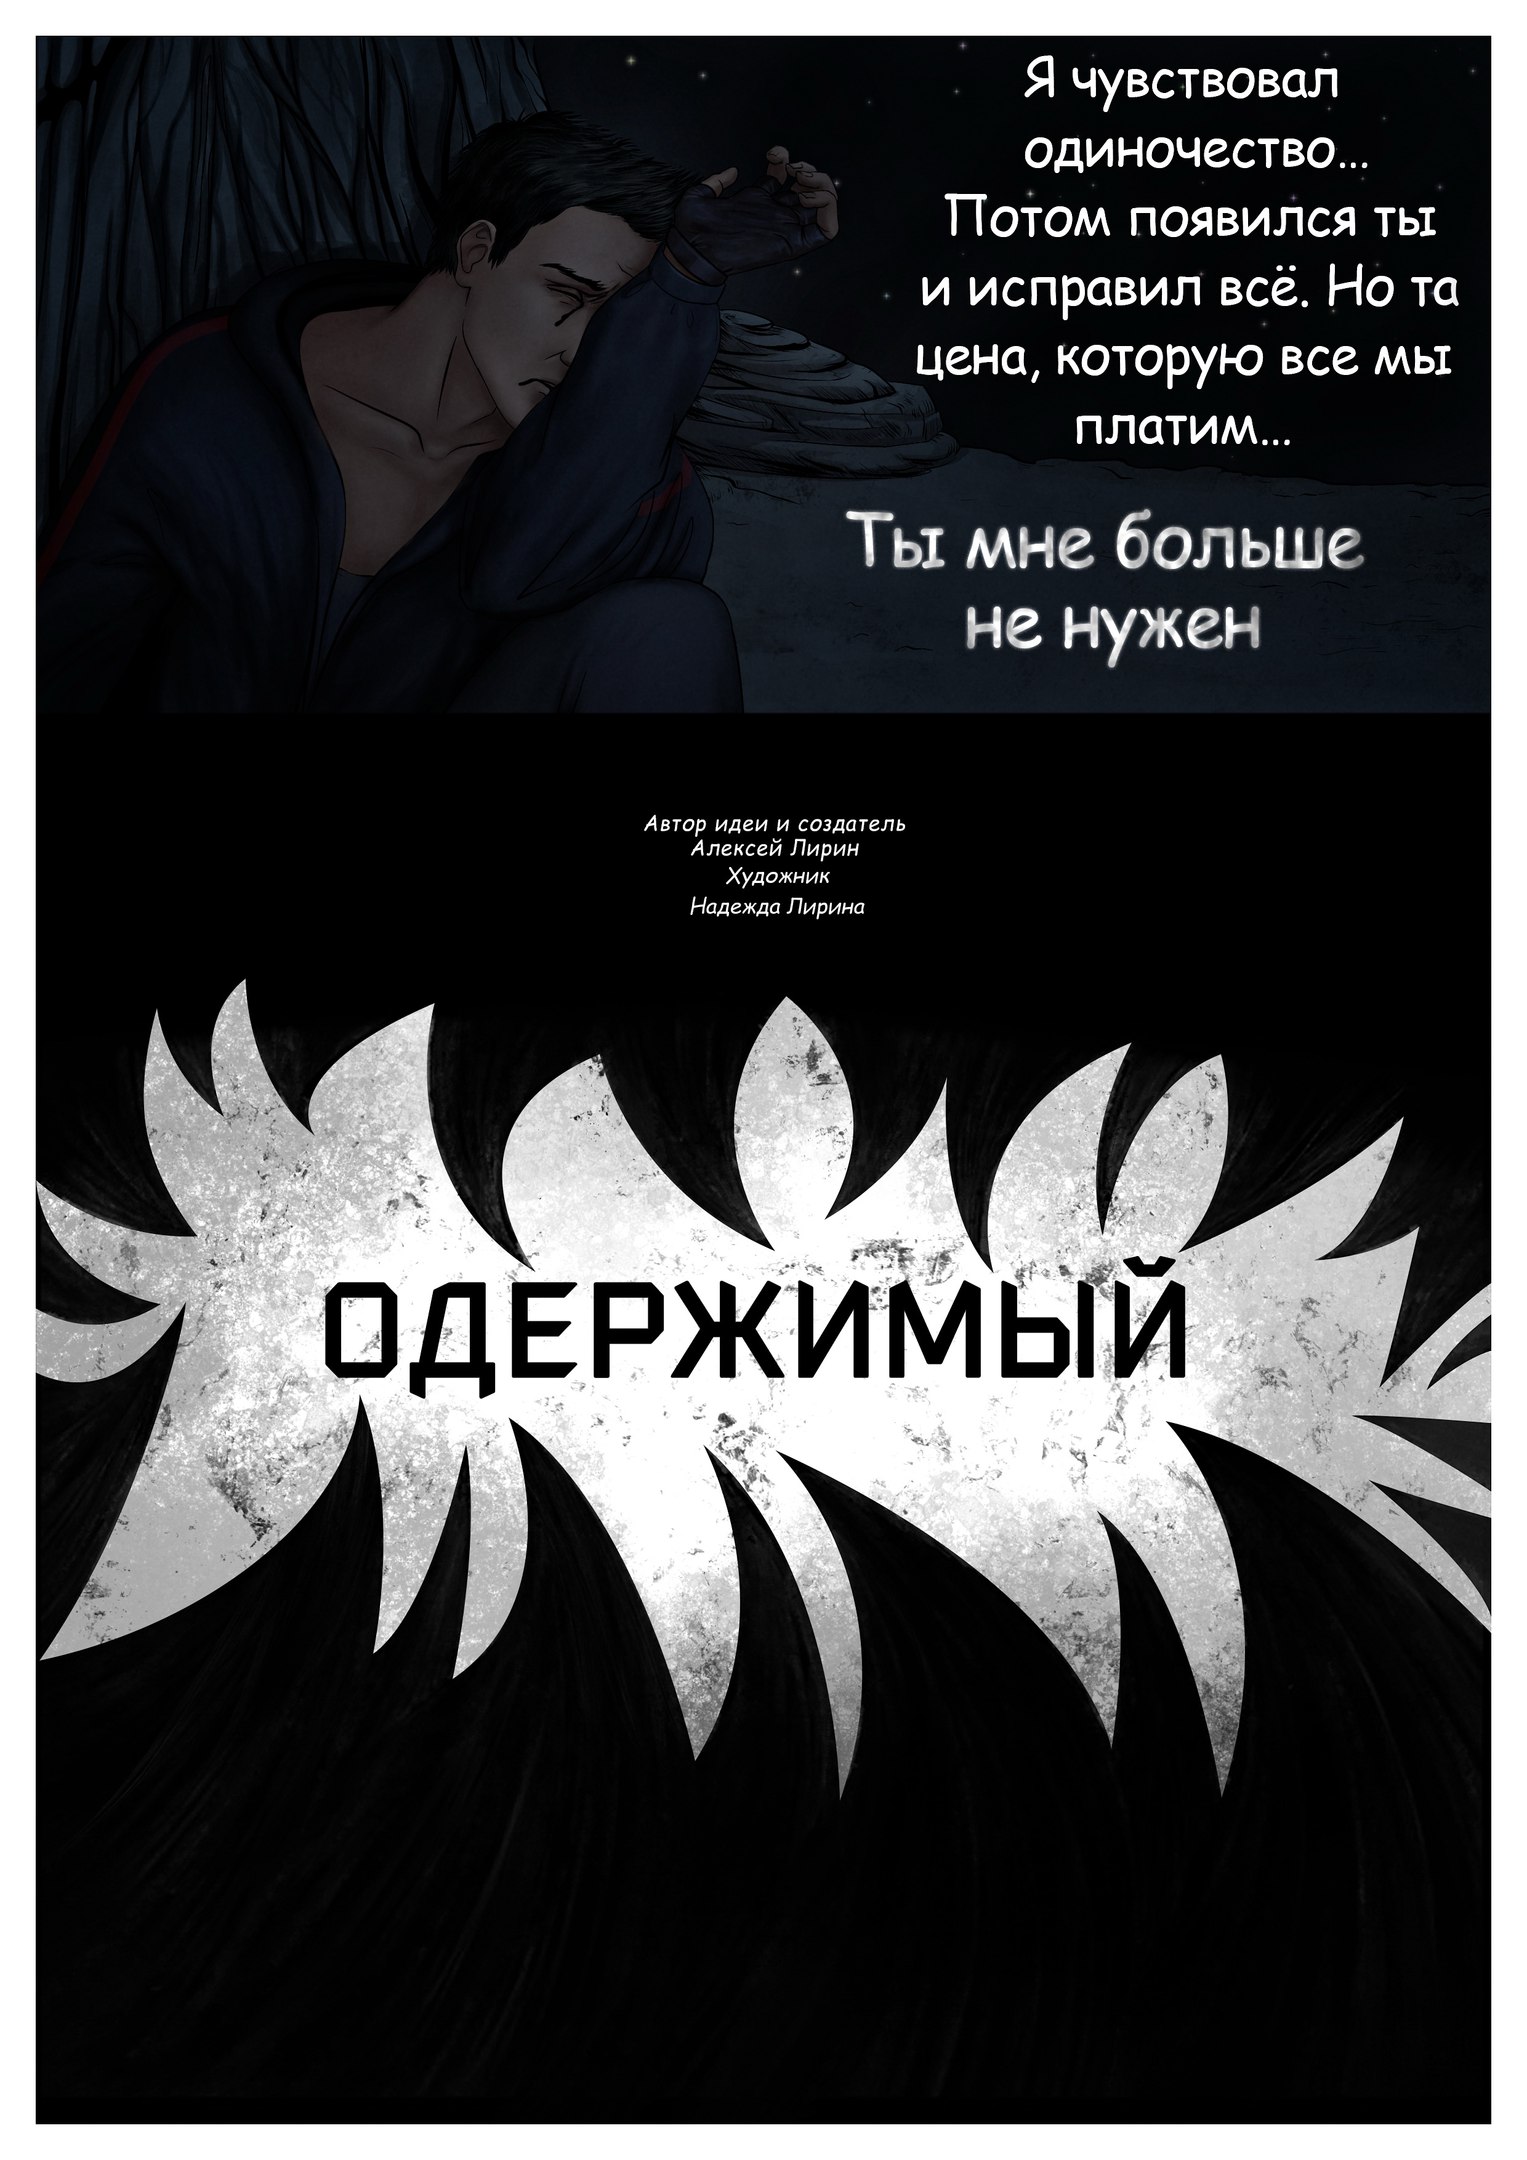 Я чувствовал
одиночество...
Потом появился ты
и исправил всё. Но та
цена, которую все мы
платим...
Ты мне больше
не нужен
Автор идеи и создатель
Алексей Лирин
Художник
Надежда Лирина
ОДЕРЖИМЫЙ